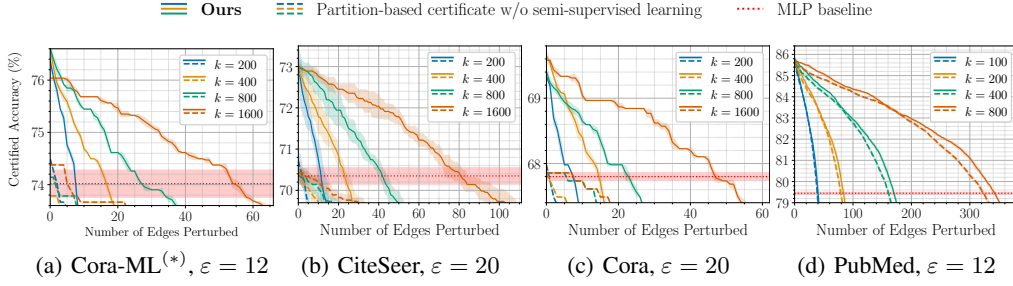 Ours Partition-based certificate w/o semi-supervised learning MLP baseline
Certified Accuracy (%)
76
75
74
k = 200
k = 400
k = 800
k = 1600
0 20 40 60
Number of Edges Perturbed
(a) Cora-ML(*), ε = 12
73
72
71
70
k = 200
k = 400
k = 800
k = 1600
0 20 40 60 80 100
Number of Edges Perturbed
(b) CiteSeer, ε = 20
69
68
k = 200
k = 400
k = 800
k = 1600
0 20 40 60
Number of Edges Perturbed
(c) Cora, ε = 20
86
85
84
83
82
81
80
79
k = 100
k = 200
k = 400
k = 800
0 100 200 300
Number of Edges Perturbed
(d) PubMed, ε = 12